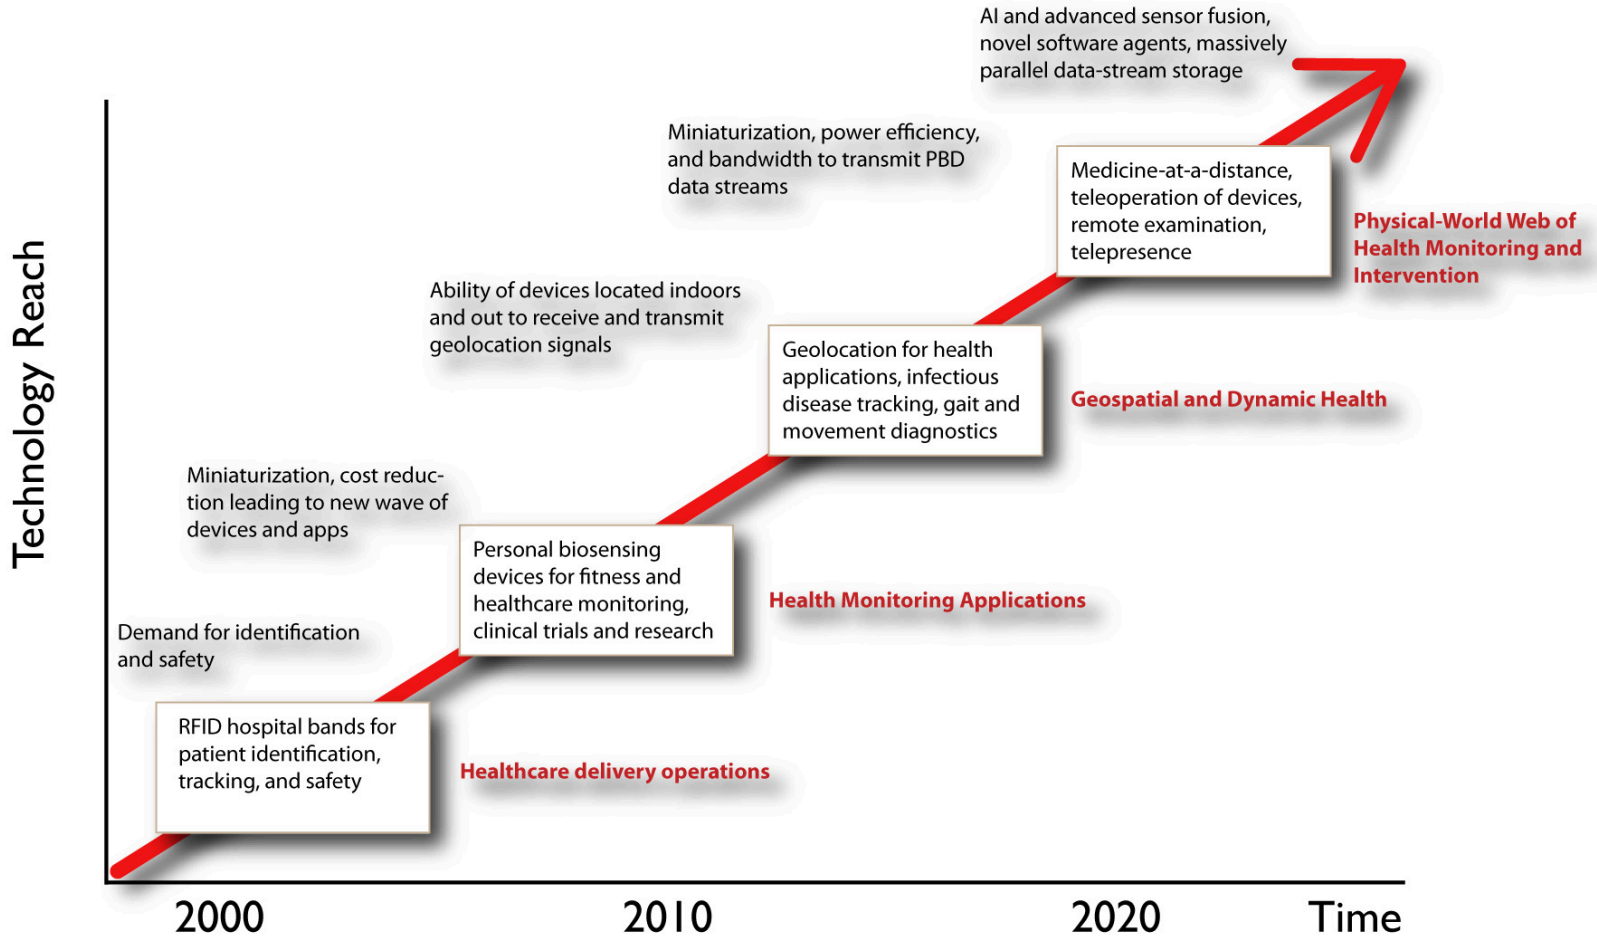 AI and advanced sensor fusion,
novel software agents, massively
parallel data-stream storage
Miniaturization, power efficiency,
and bandwidth to transmit PBD
data streams
Medicine-at-a-distance,
teleoperation of devices,
remote examination,
telepresence
Physical-World Web of
Health Monitoring and
Intervention
Ability of devices located indoors
and out to receive and transmit
geolocation signals
Geolocation for health
applications, infectious
disease tracking, gait and
movement diagnostics
Geospatial and Dynamic Health
Miniaturization, cost reduc-
tion leading to new wave of
devices and apps
Personal biosensing
devices for fitness and
healthcare monitoring,
clinical trials and research
Health Monitoring Applications
Demand for identification
and safety
RFID hospital bands for
patient identification,
tracking, and safety
Healthcare delivery operations
Technology Reach
2000
2010
2020
Time